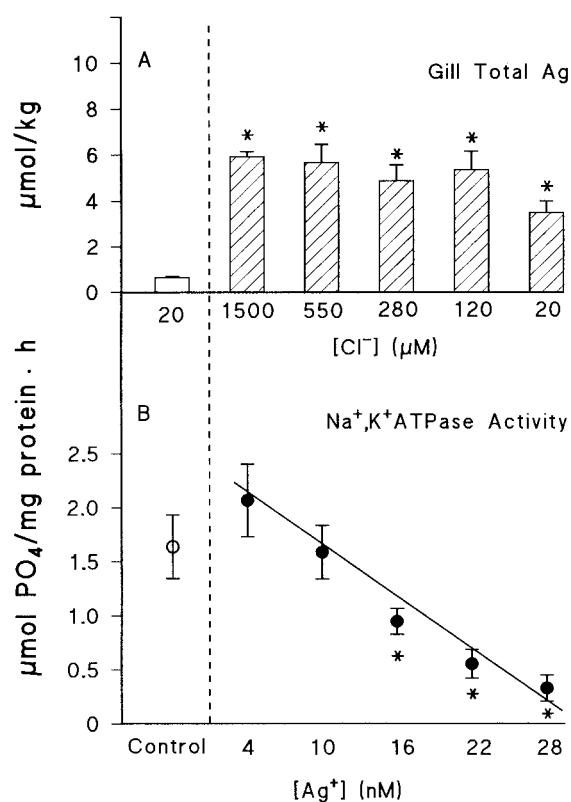 A
Gill Total Ag
μmol/kg
10
8
6
4
2
0
* * * * *
20 1500 550 280 120 20
[Cl⁻] (μM)
B
Na⁺,K⁺ATPase Activity
μmol PO₄/mg protein · h
2.5
2.0
1.5
1.0
0.5
0
* * *
Control 4 10 16 22 28
[Ag⁺] (nM)